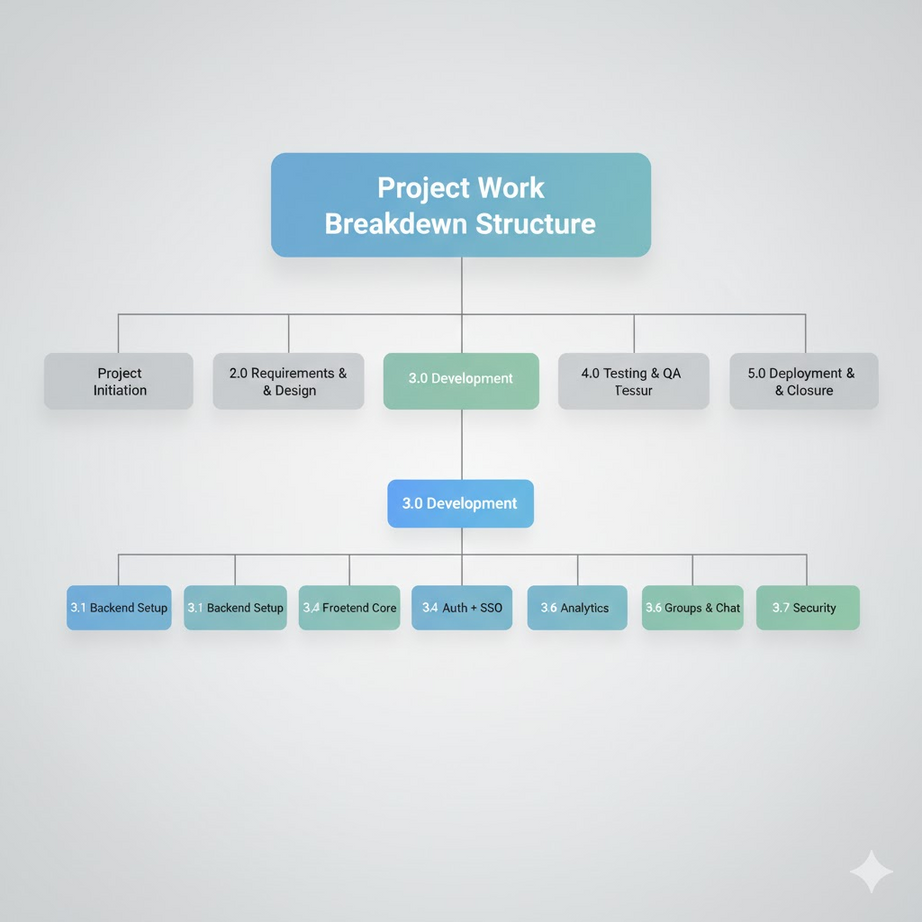 Project Work
Breakdewn Structure
Project
Initiation
2.0 Requirements &
& Design
3.0 Development
4.0 Testing & QA
Tessur
5.0 Deployment &
& Closure
3.0 Development
3.1 Backend Setup
3.1 Backend Setup
3.4 Froetend Core
3.4 Auth + SSO
3.6 Analytics
3.6 Groups & Chat
3.7 Security